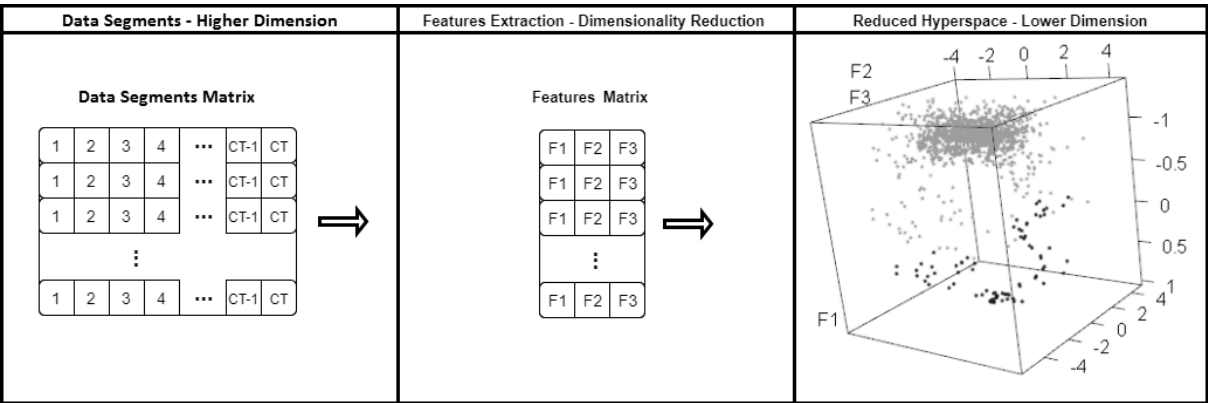 Data Segments - Higher Dimension
Features Extraction - Dimensionality Reduction
Reduced Hyperspace - Lower Dimension
Data Segments Matrix
1 2 3 4 ... CT-1 CT
1 2 3 4 ... CT-1 CT
1 2 3 4 ... CT-1 CT
⋮
1 2 3 4 ... CT-1 CT
Features Matrix
F1 F2 F3
F1 F2 F3
F1 F2 F3
⋮
F1 F2 F3
F2
F3
F1
-4 -2 0 2 4
-1
-0.5
0
0.5
1
4
2
0
-2
-4